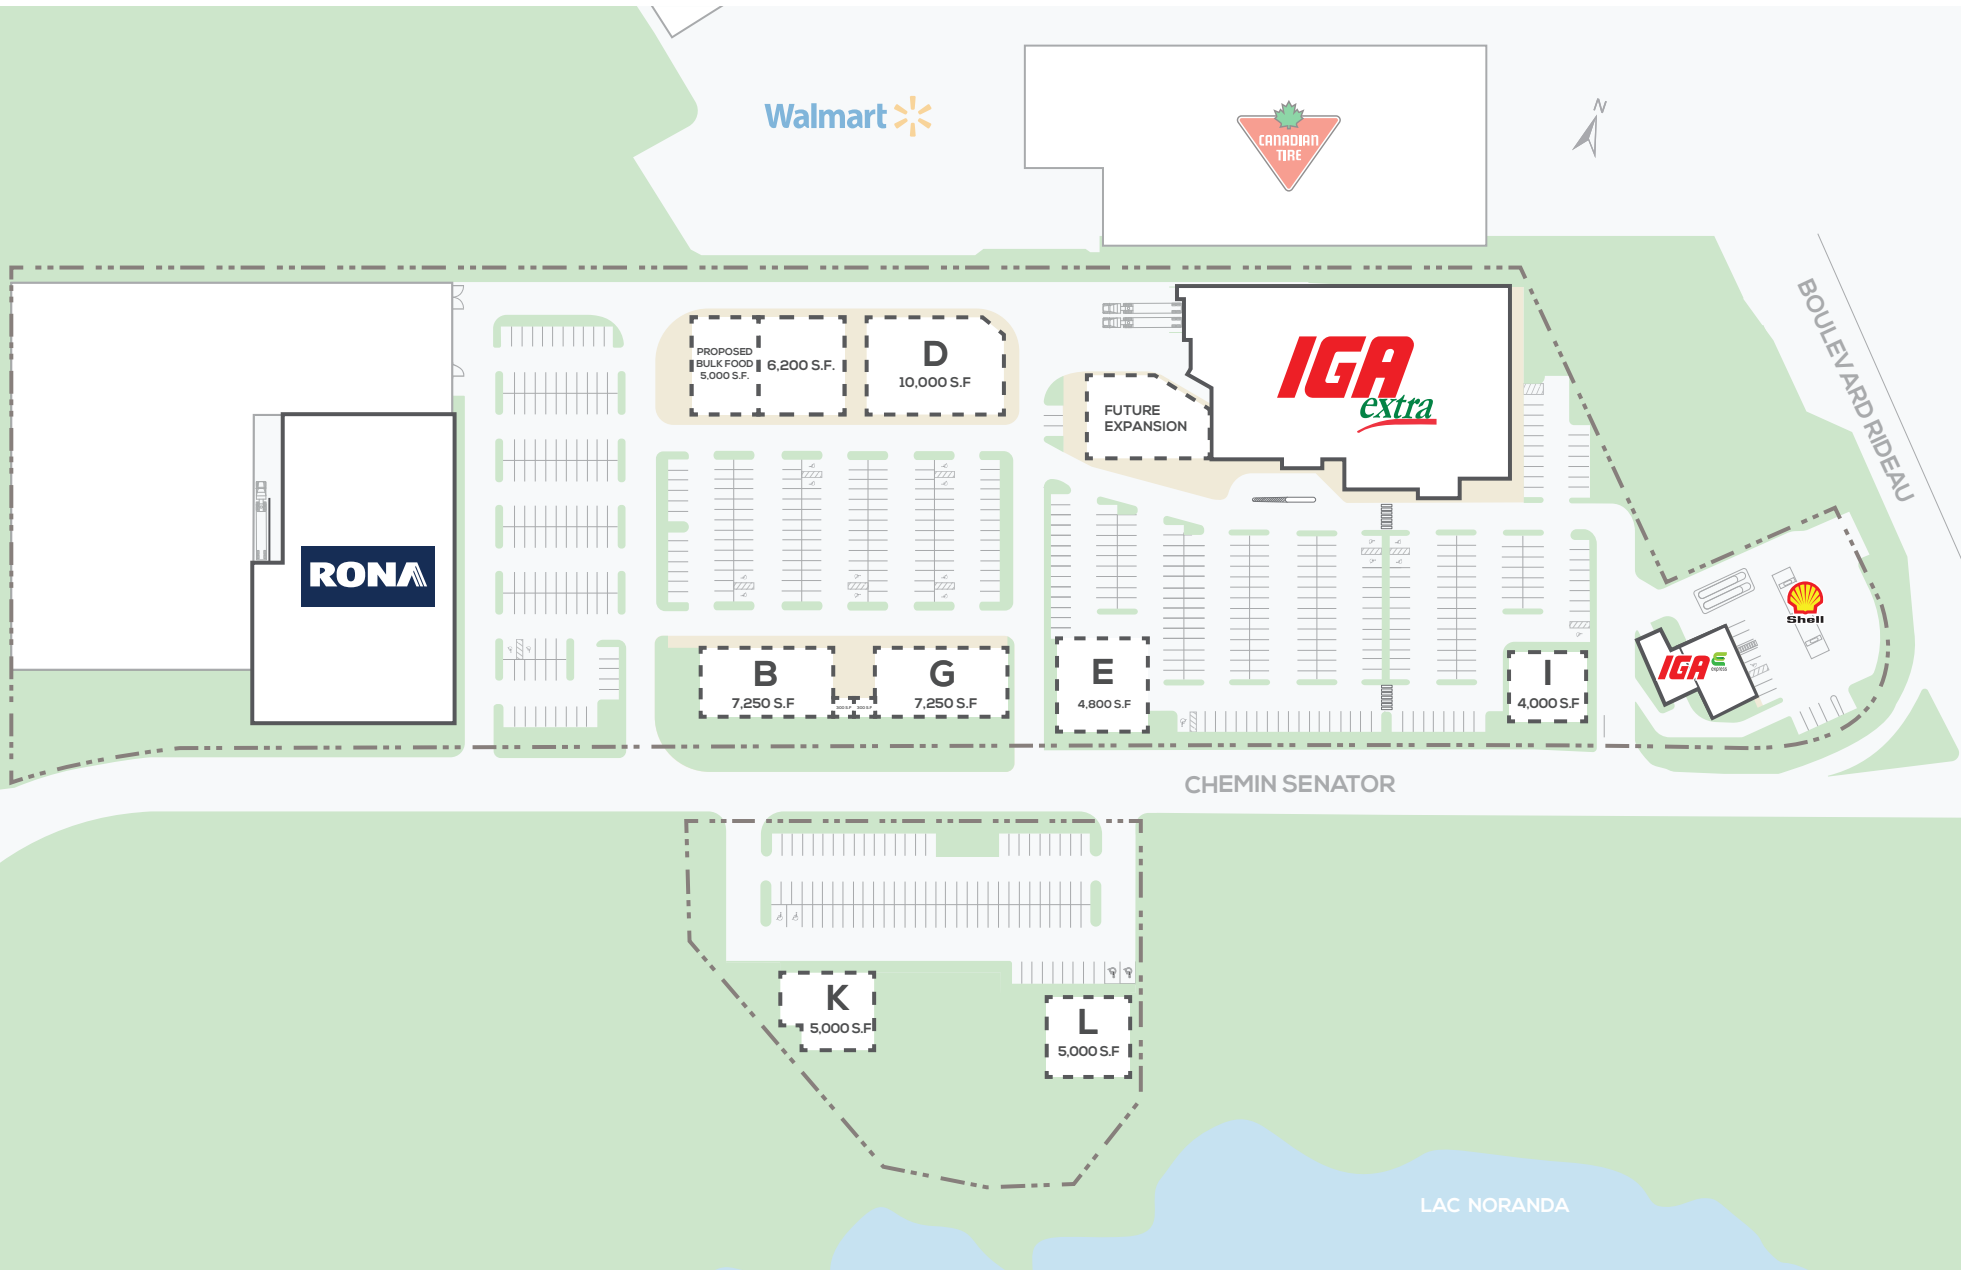 Walmart
CANADIAN
TIRE
N
BOULEVARD RIDEAU
PROPOSED
BULK FOOD
5,000 S.F.
6,200 S.F.
D
10,000 S.F
FUTURE
EXPANSION
IGA
extra
RONA
Shell
IGA
express
B
7,250 S.F
G
7,250 S.F
E
4,800 S.F
I
4,000 S.F
CHEMIN SENATOR
K
5,000 S.F
L
5,000 S.F
LAC NORANDA